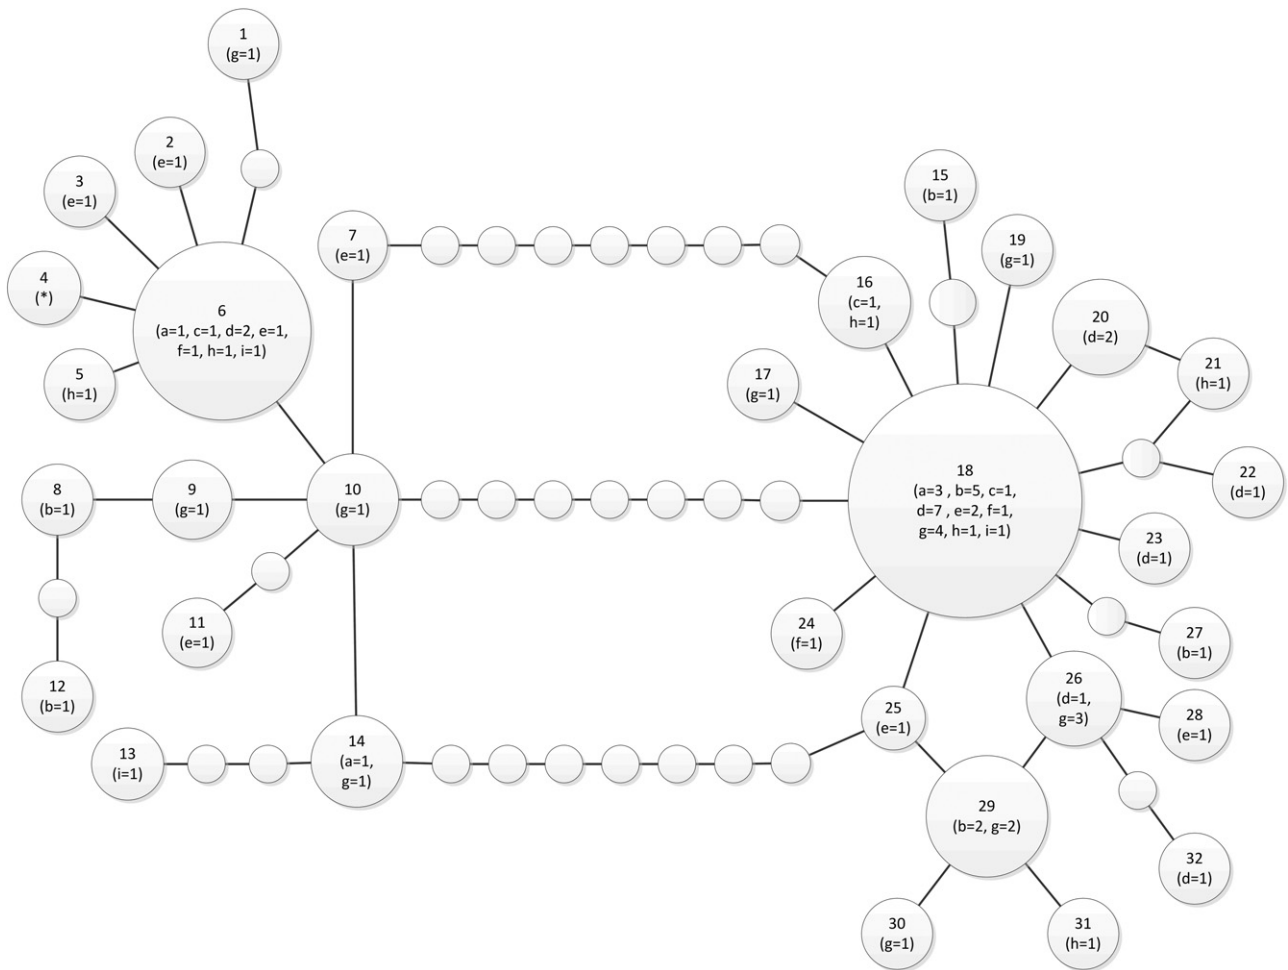 1
(g=1)
2
(e=1)
3
(e=1)
4
(*)
5
(h=1)
6
(a=1, c=1, d=2, e=1,
f=1, h=1, i=1)
7
(e=1)
8
(b=1)
9
(g=1)
10
(g=1)
11
(e=1)
12
(b=1)
13
(i=1)
14
(a=1,
g=1)
15
(b=1)
16
(c=1,
h=1)
17
(g=1)
18
(a=3 , b=5, c=1,
d=7 , e=2, f=1,
g=4, h=1, i=1)
19
(g=1)
20
(d=2)
21
(h=1)
22
(d=1)
23
(d=1)
24
(f=1)
25
(e=1)
26
(d=1,
g=3)
27
(b=1)
28
(e=1)
29
(b=2, g=2)
30
(g=1)
31
(h=1)
32
(d=1)